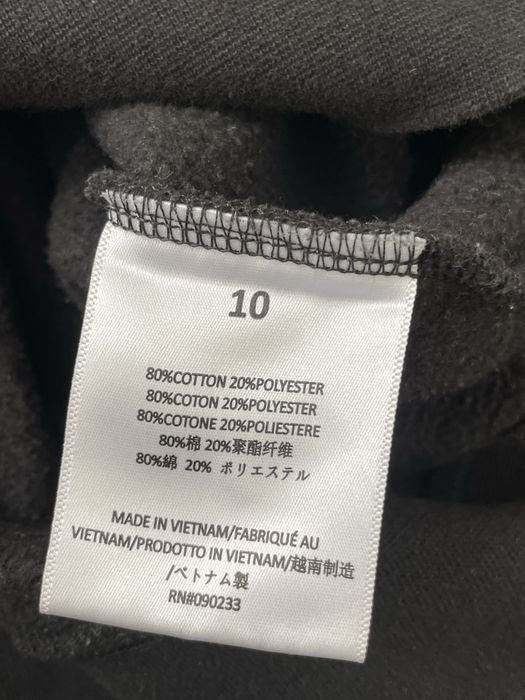 10
80%COTTON 20%POLYESTER
80%COTON 20%POLYESTER
80%COTONE 20%POLIESTERE
80%棉 20%聚酯纤维
80%綿 20% ポリエステル
MADE IN VIETNAM/FABRIQUÉ AU
VIETNAM/PRODOTTO IN VIETNAM/越南制造
/ベトナム製
RN#090233